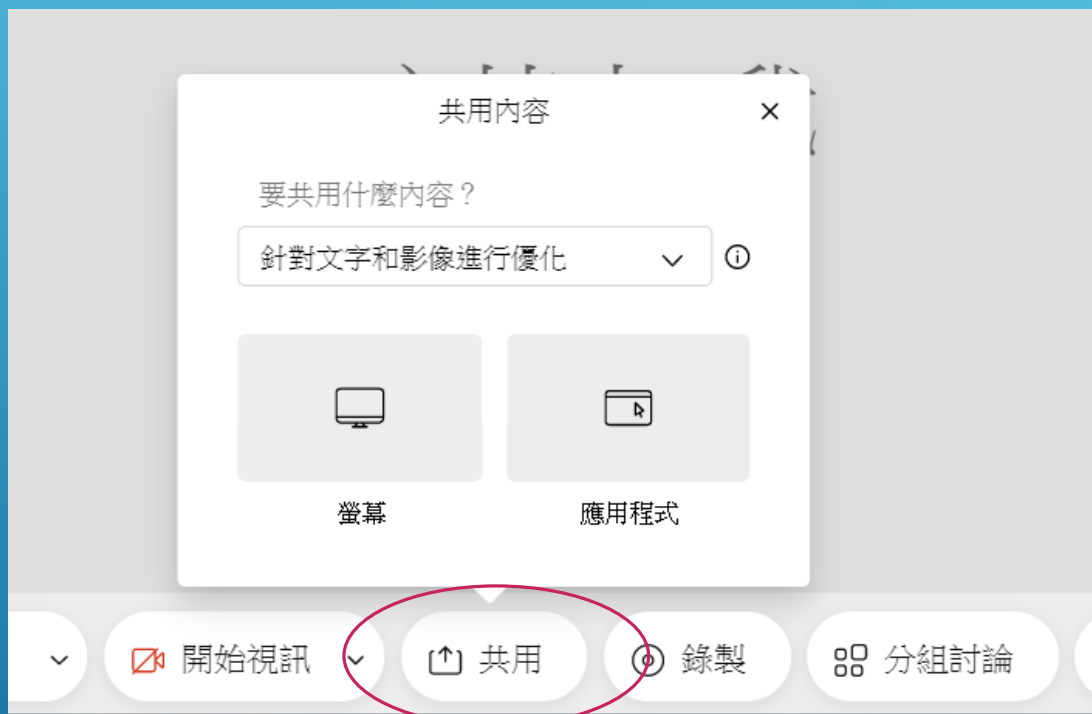 共用內容
要共用什麼內容？
針對文字和影像進行優化
螢幕 應用程式
開始視訊 共用 錄製 分組討論